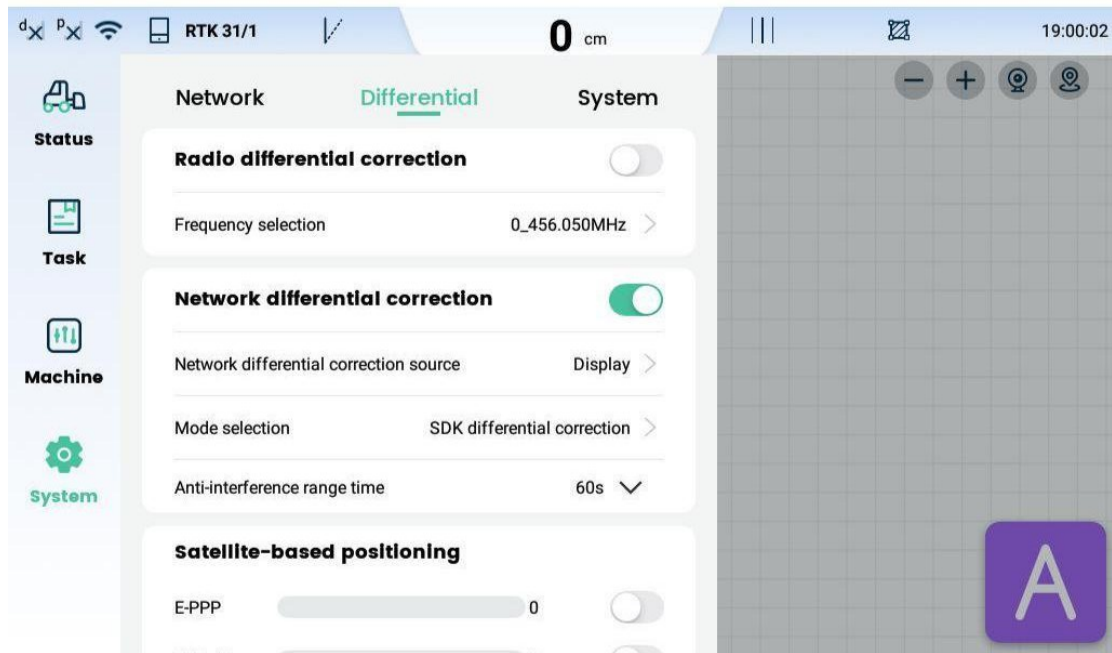 d P RTK 31/1 0 cm 19:00:02
Status
Task
Machine
System
Network Differential System
Radio differential correction
Frequency selection 0_456.050MHz
Network differential correction
Network differential correction source Display
Mode selection SDK differential correction
Anti-interference range time 60s
Satellite-based positioning
E-PPP 0
A